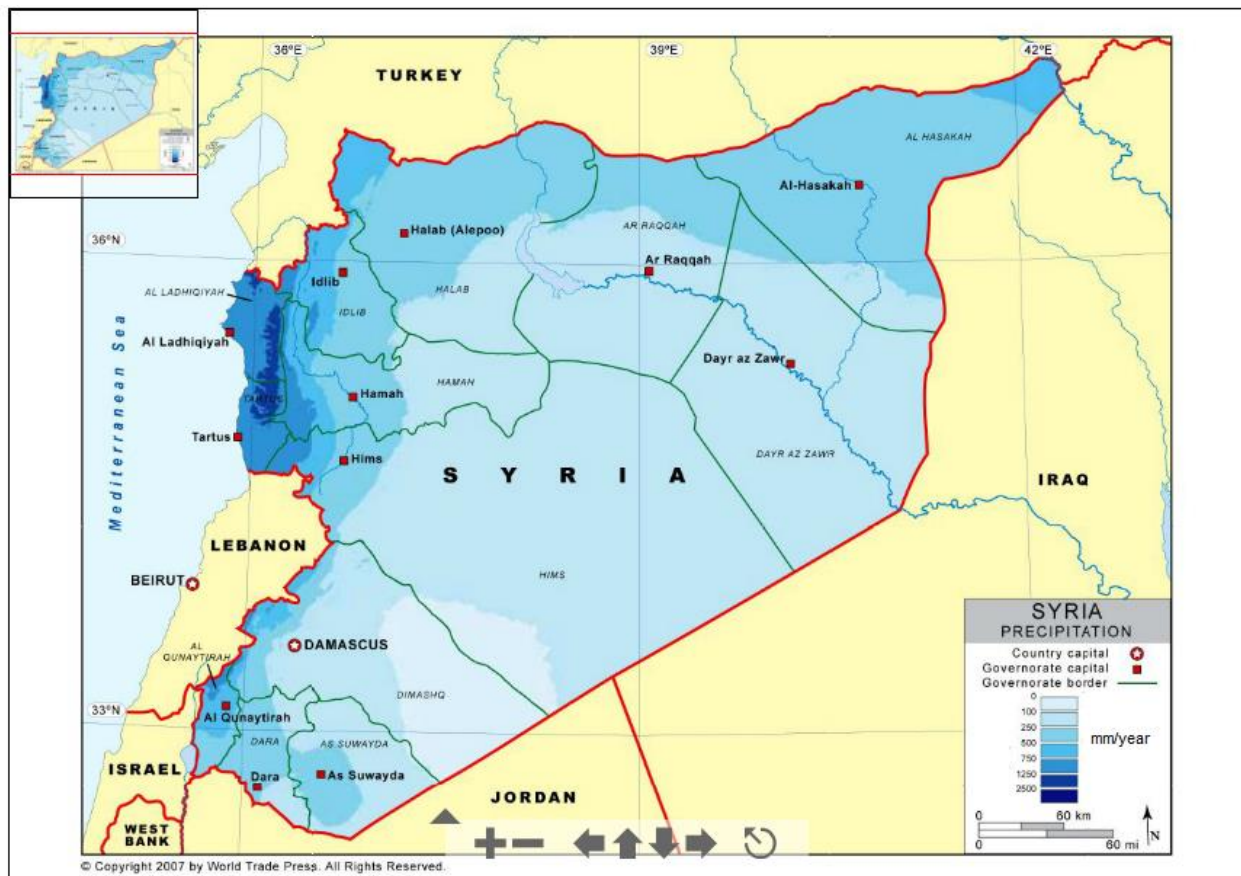 36°E
39°E
42°E
TURKEY
AL HASAKAH
Al-Hasakah
Halab (Alepoo)
AR RAQQAH
36°N
Ar Raqqah
Idlib
AL LADHIQIYAH
HALAB
IDLIB
Al Ladhiqiyah
Dayr az Zawr
Mediterranean Sea
HAMAH
TARTUS
Hamah
Tartus
Hims
DAYR AZ ZAWR
SYRIA
IRAQ
LEBANON
HIMS
BEIRUT
AL
QUNAYTIRAH
DAMASCUS
DIMASHQ
33°N
Al Qunaytirah
DARA
AS SUWAYDA
ISRAEL
Dara
As Suwayda
JORDAN
WEST
BANK
SYRIA
PRECIPITATION
Country capital
Governorate capital
Governorate border
0
100
250
500
750
1250
2500
mm/year
0 60 km
0 60 mi
N
© Copyright 2007 by World Trade Press. All Rights Reserved.